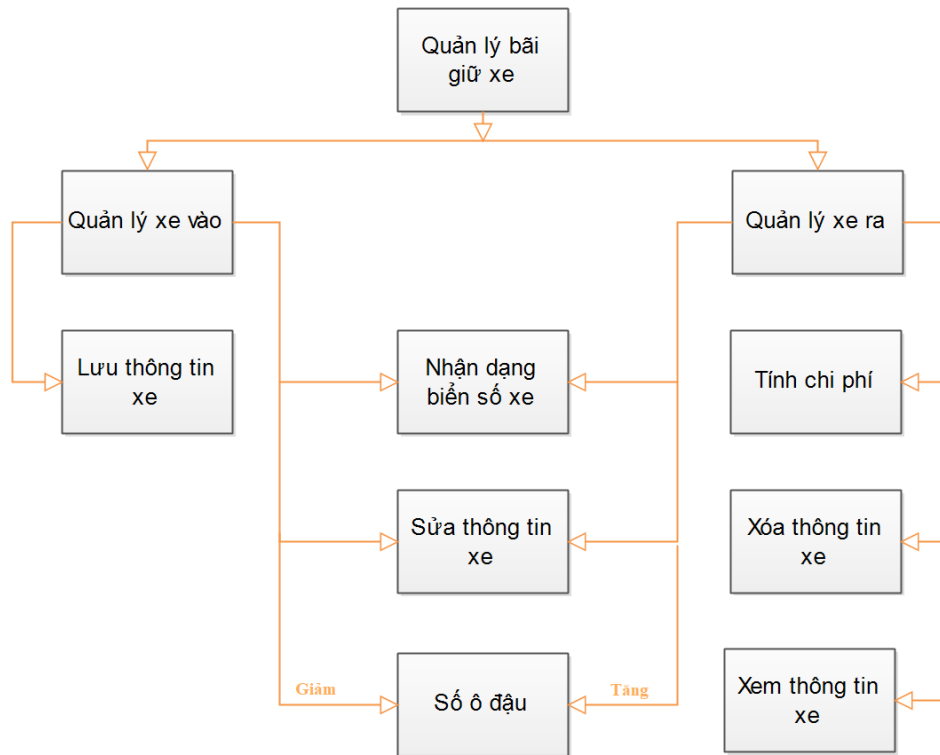 Quản lý bãi
giữ xe
Quản lý xe vào
Quản lý xe ra
Lưu thông tin
xe
Nhận dạng
biển số xe
Tính chi phí
Sửa thông tin
xe
Xóa thông tin
xe
Giảm
Số ô đậu
Tăng
Xem thông tin
xe